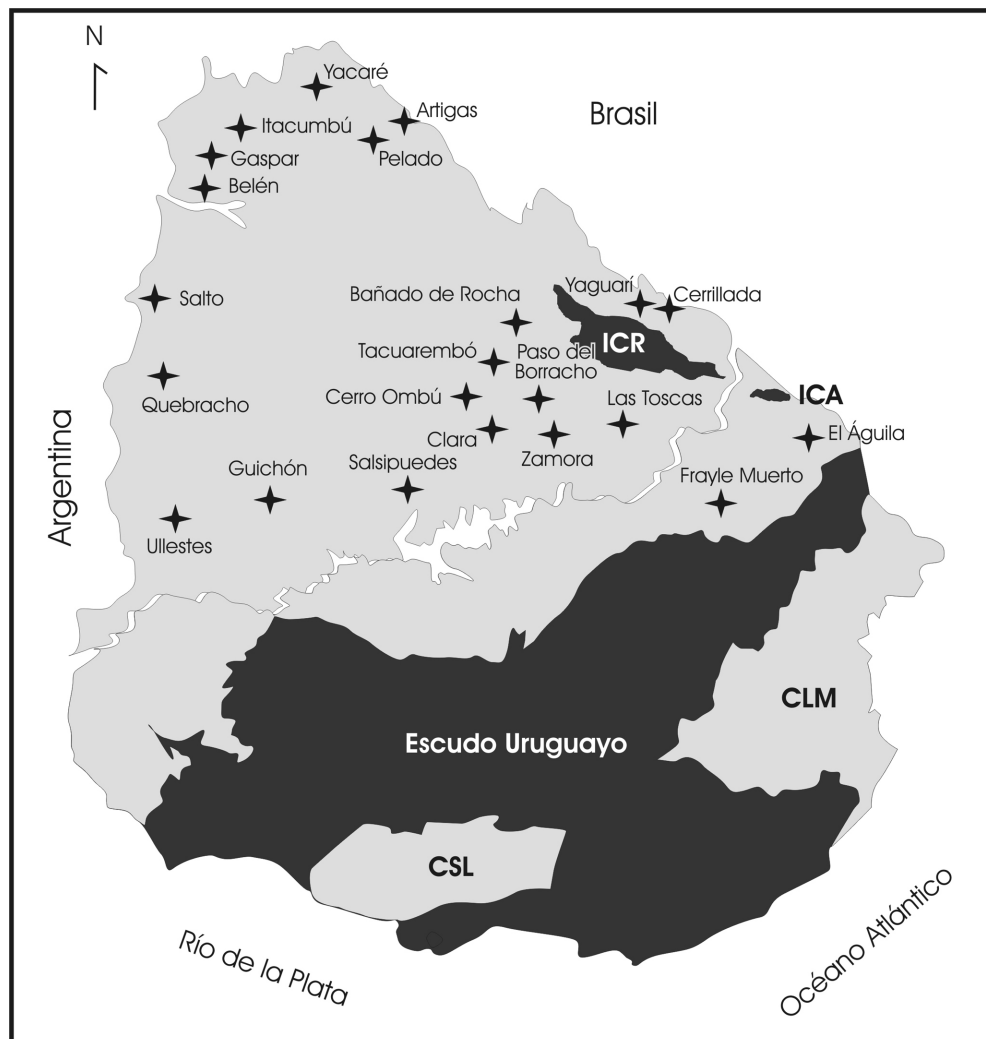 N
Yacaré
Artigas
Brasil
Itacumbú
Pelado
Gaspar
Belén
Yaguarí
Cerrillada
Salto
Bañado de Rocha
ICR
Tacuarembó
Paso del
Borracho
Quebracho
Cerro Ombú
Las Toscas
ICA
Argentina
Clara
Zamora
El Águila
Guichón
Salsipuedes
Frayle Muerto
Ullestes
CLM
Escudo Uruguayo
CSL
Río de la Plata
Océano Atlántico